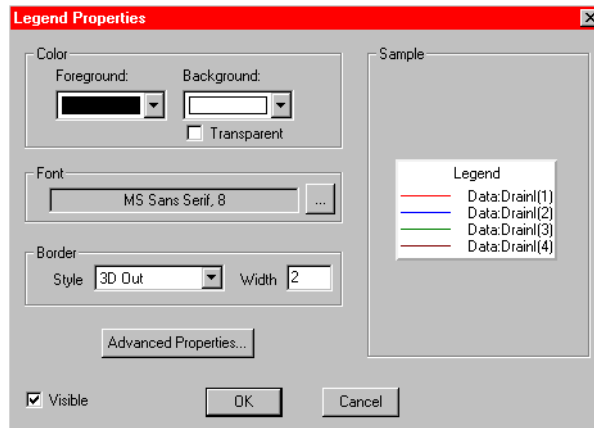 Legend Properties
Color
Foreground:
Background:
Transparent
Font
MS Sans Serif, 8
...
Border
Style
3D Out
Width
2
Advanced Properties...
Visible
OK
Cancel
Sample
Legend
Data:DrainI(1)
Data:DrainI(2)
Data:DrainI(3)
Data:DrainI(4)